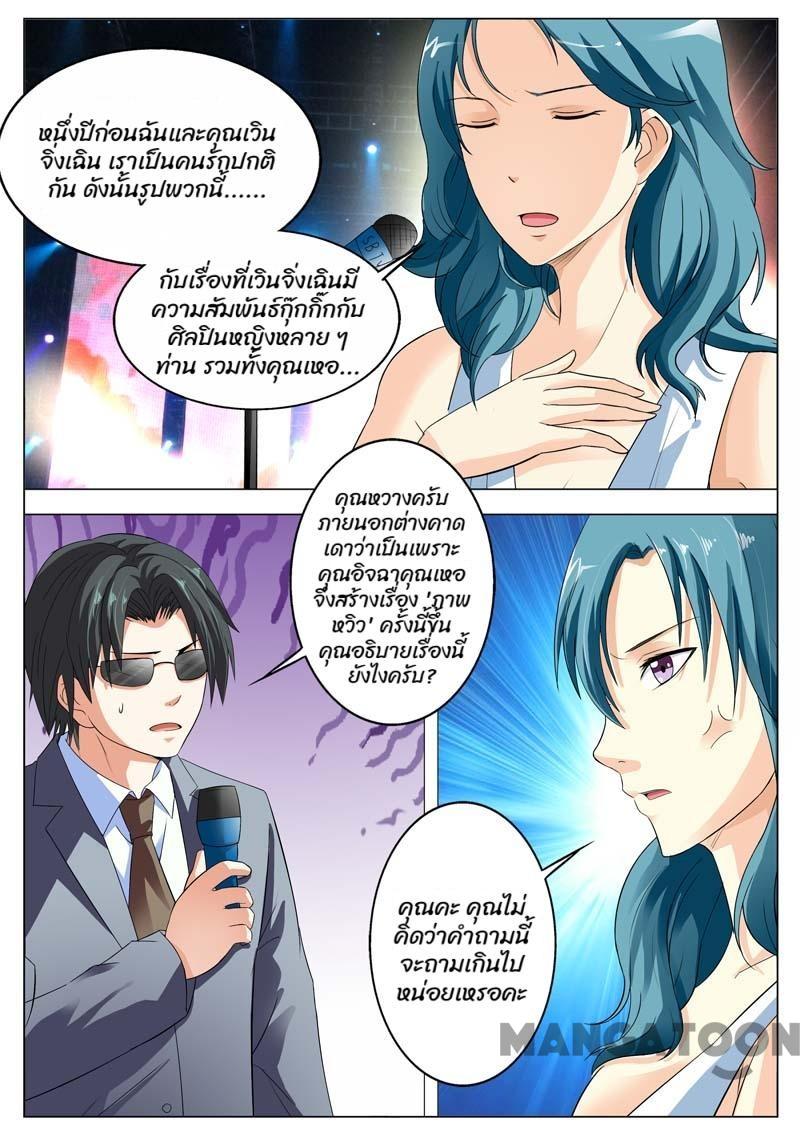 หนึ่งปีก่อนฉันและคุณเวิน
จิ่งเฉิน เราเป็นคนรักปกติ
กัน ดังนั้นรูปพวกนี้......
SBTV
กับเรื่องที่เวินจิ่งเฉินมี
ความสัมพันธ์กุ๊กกิ๊กกับ
ศิลปินหญิงหลาย ๆ
ท่าน รวมทั้งคุณเหอ...
คุณหวางครับ
ภายนอกต่างคาด
เดาว่าเป็นเพราะ
คุณอิจฉาคุณเหอ
จึงสร้างเรื่อง 'ภาพ
หวิว' ครั้งนี้ขึ้น
คุณอธิบายเรื่องนี้
ยังไงครับ?
คุณคะ คุณไม่
คิดว่าคำถามนี้
จะถามเกินไป
หน่อยเหรอคะ
MANGATOON